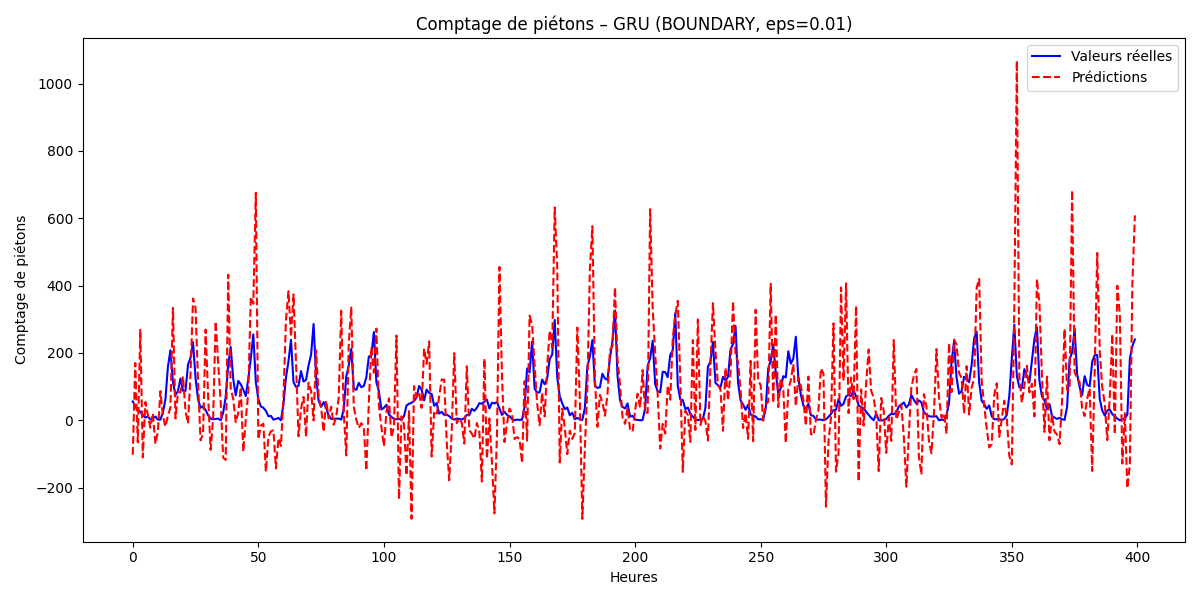 Comptage de piétons – GRU (BOUNDARY, eps=0.01)
Valeurs réelles
Prédictions
Comptage de piétons
1000
800
600
400
200
0
−200
0 50 100 150 200 250 300 350 400
Heures